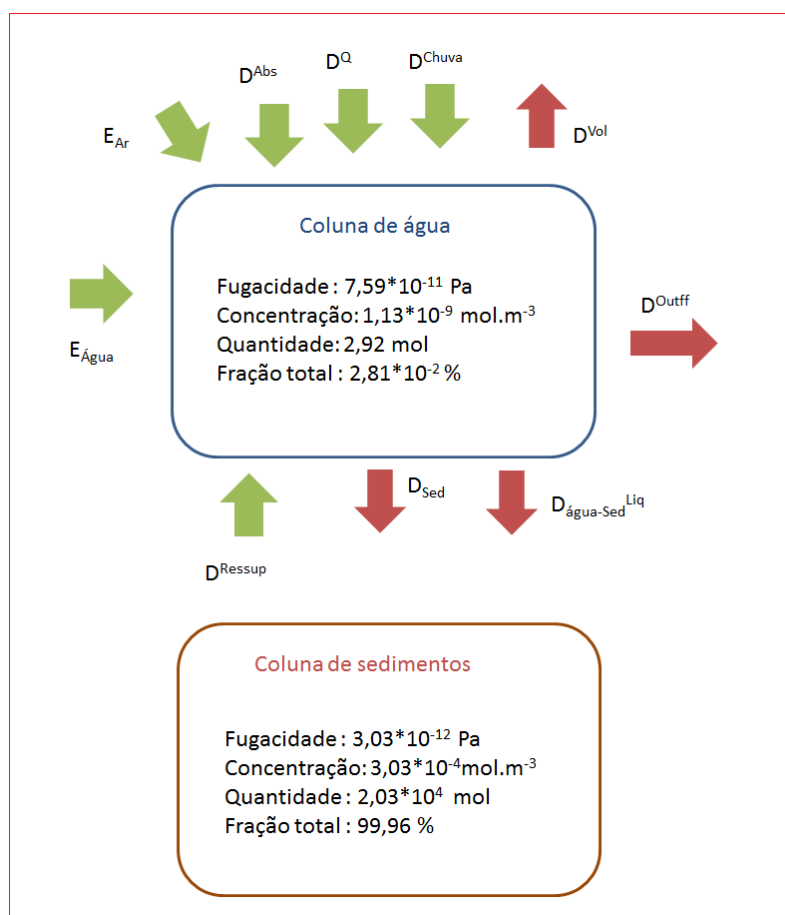 E_Ar
D^Abs
D^Q
D^Chuva
D^Vol
Coluna de água
Fugacidade : 7,59*10^-11 Pa
Concentração: 1,13*10^-9 mol.m^-3
Quantidade: 2,92 mol
Fração total : 2,81*10^-2 %
E_Água
D^Outff
D^Ressup
D_Sed
D_água-Sed^Liq
Coluna de sedimentos
Fugacidade : 3,03*10^-12 Pa
Concentração: 3,03*10^-4mol.m^-3
Quantidade : 2,03*10^4 mol
Fração total : 99,96 %